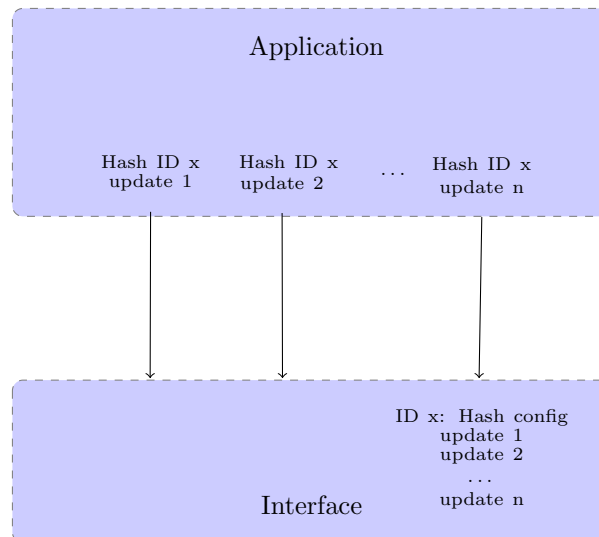 Application
Hash ID x
update 1
Hash ID x
update 2
...
Hash ID x
update n
ID x: Hash config
update 1
update 2
...
update n
Interface